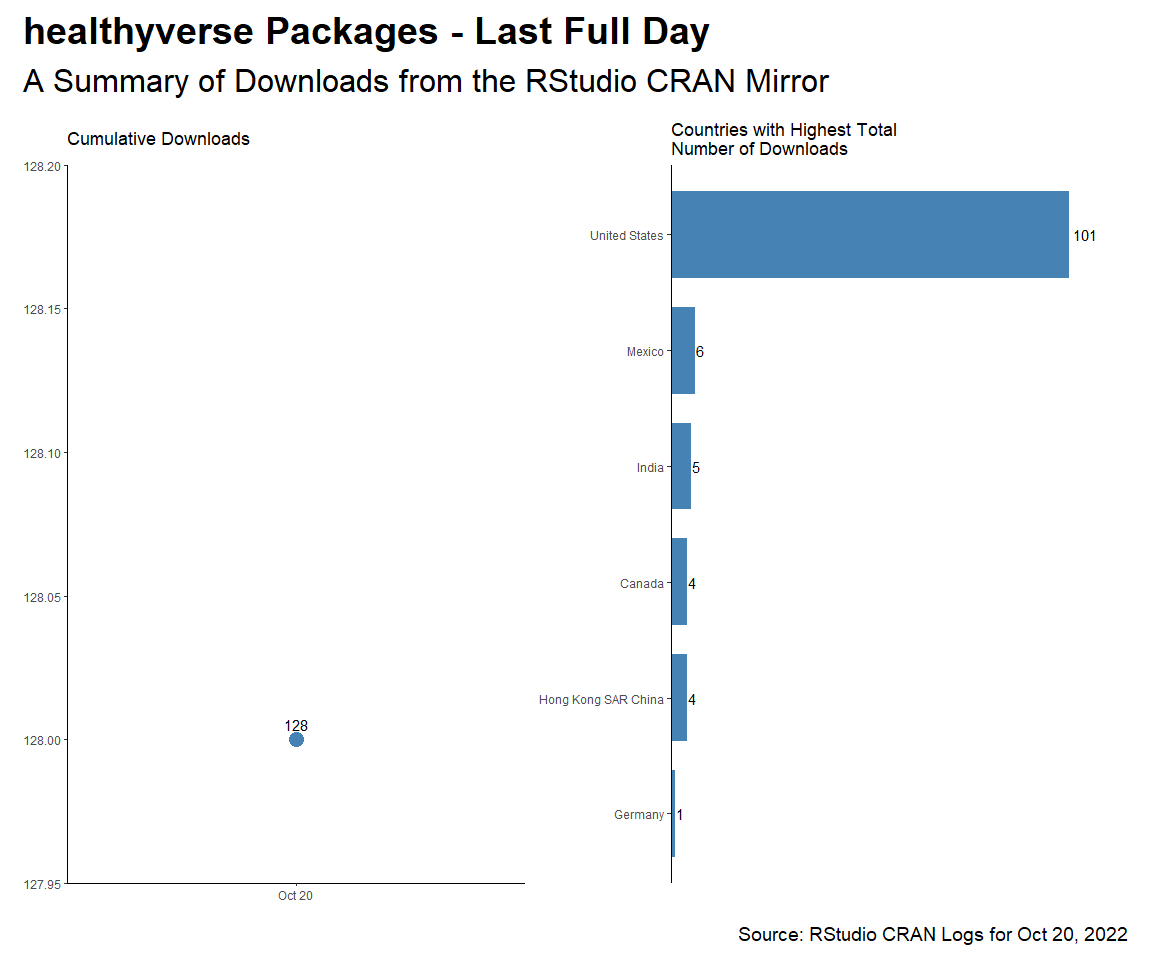 healthyverse Packages - Last Full Day
A Summary of Downloads from the RStudio CRAN Mirror
Cumulative Downloads
128.20
128.15
128.10
128.05
128.00
127.95
128
Oct 20
Countries with Highest Total
Number of Downloads
United States 101
Mexico 6
India 5
Canada 4
Hong Kong SAR China 4
Germany 1
Source: RStudio CRAN Logs for Oct 20, 2022